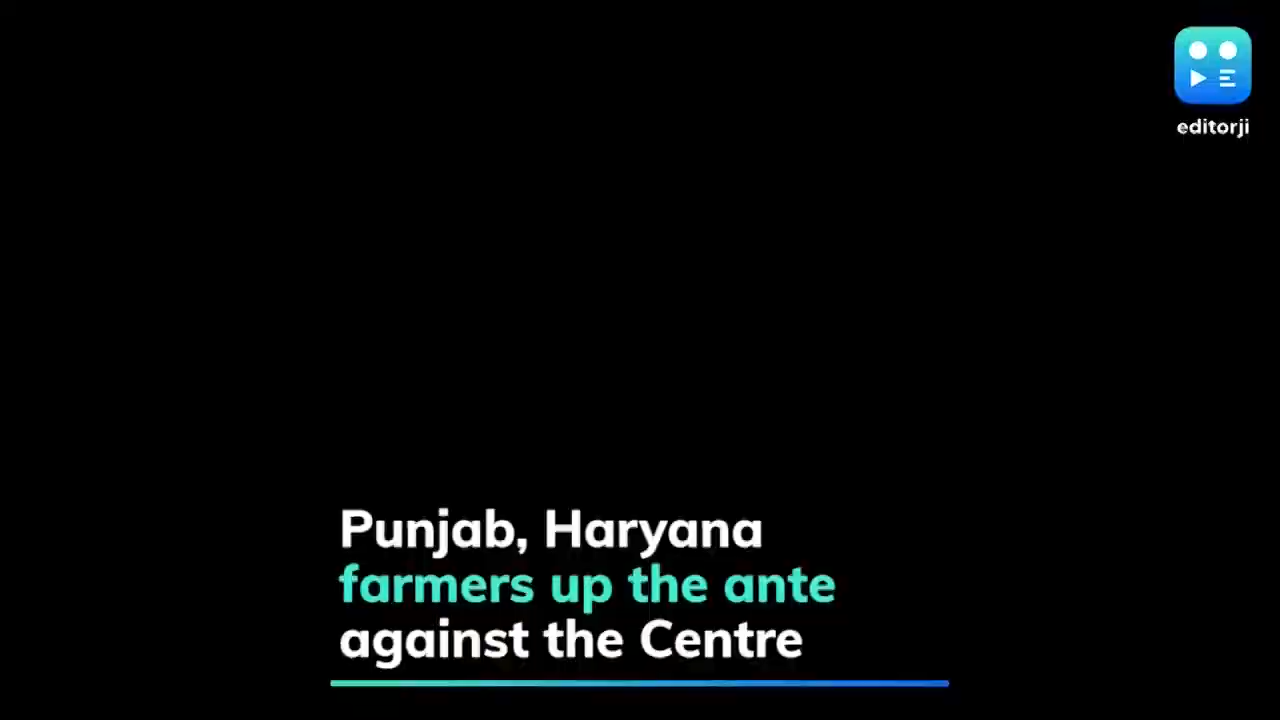 editorji
Punjab, Haryana
farmers up the ante
against the Centre